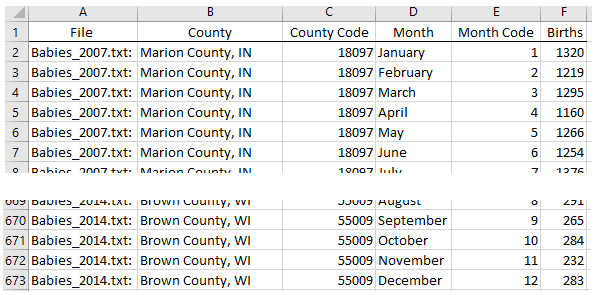 A B C D E F
1 File County County Code Month Month Code Births
2 Babies_2007.txt: Marion County, IN 18097 January 1 1320
3 Babies_2007.txt: Marion County, IN 18097 February 2 1219
4 Babies_2007.txt: Marion County, IN 18097 March 3 1295
5 Babies_2007.txt: Marion County, IN 18097 April 4 1160
6 Babies_2007.txt: Marion County, IN 18097 May 5 1266
7 Babies_2007.txt: Marion County, IN 18097 June 6 1254
8 Babies_2007.txt: Marion County, IN 18097 July 7 1376
669 Babies_2014.txt: Brown County, WI 55009 August 8 291
670 Babies_2014.txt: Brown County, WI 55009 September 9 265
671 Babies_2014.txt: Brown County, WI 55009 October 10 284
672 Babies_2014.txt: Brown County, WI 55009 November 11 232
673 Babies_2014.txt: Brown County, WI 55009 December 12 283